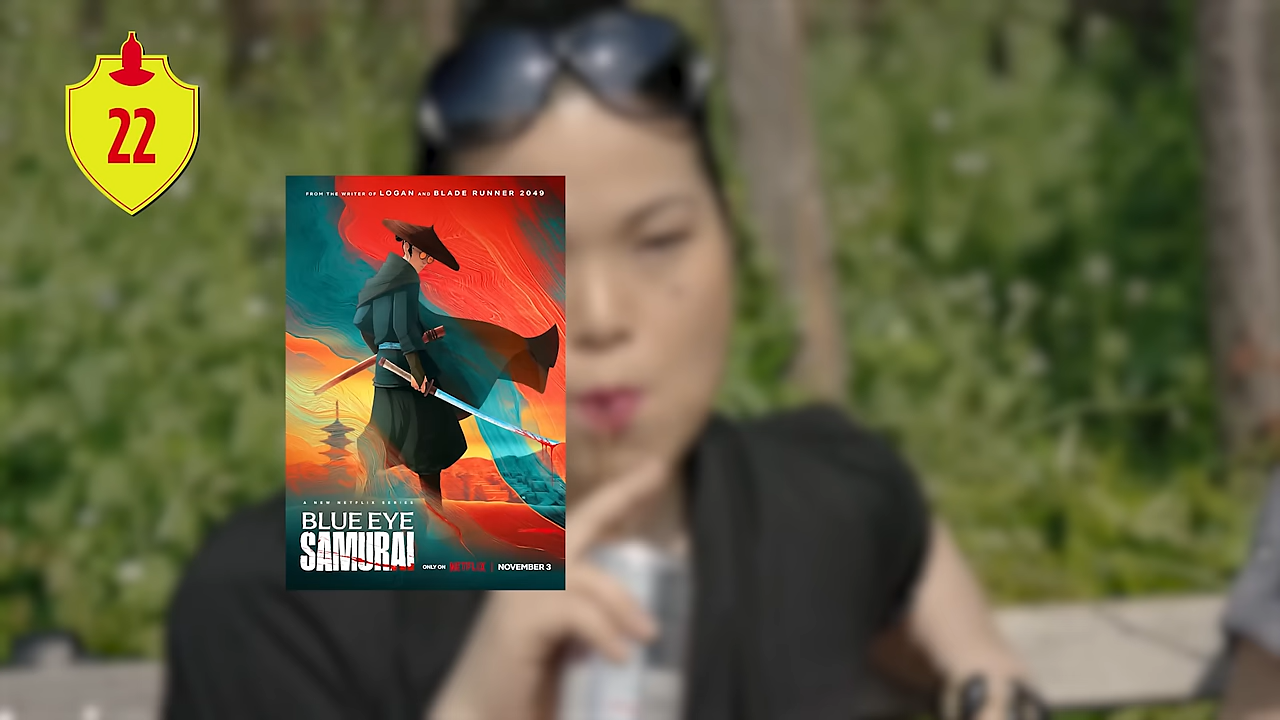 22
FROM THE WRITER OF LOGAN AND BLADE RUNNER 2049
A NEW NETFLIX SERIES
BLUE EYE
SAMURAI
ONLY ON NETFLIX | NOVEMBER 3